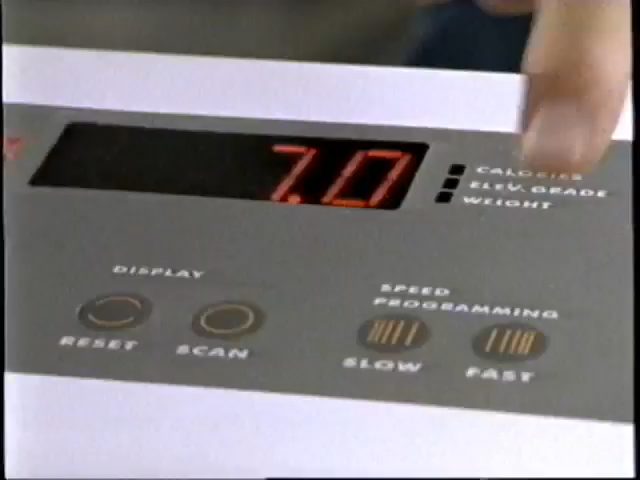 7.0
CALORIES
ELEV. GRADE
WEIGHT
DISPLAY
RESET
SCAN
SPEED
PROGRAMMING
SLOW
FAST